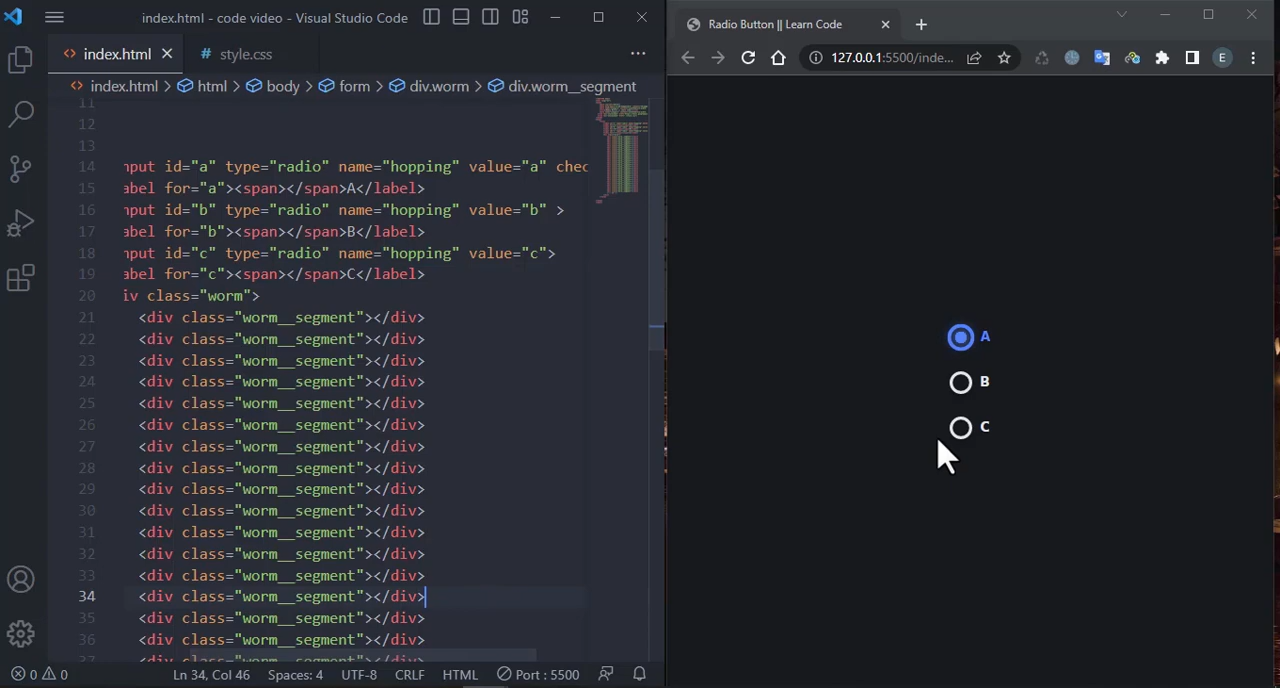 index.html - code video - Visual Studio Code
index.html
style.css
index.html > html > body > form > div.worm > div.worm__segment
11
12
13
14 nput id="a" type="radio" name="hopping" value="a" chec
15 abel for="a"><span></span>A</label>
16 nput id="b" type="radio" name="hopping" value="b" >
17 abel for="b"><span></span>B</label>
18 nput id="c" type="radio" name="hopping" value="c">
19 abel for="c"><span></span>C</label>
20 iv class="worm">
21 <div class="worm__segment"></div>
22 <div class="worm__segment"></div>
23 <div class="worm__segment"></div>
24 <div class="worm__segment"></div>
25 <div class="worm__segment"></div>
26 <div class="worm__segment"></div>
27 <div class="worm__segment"></div>
28 <div class="worm__segment"></div>
29 <div class="worm__segment"></div>
30 <div class="worm__segment"></div>
31 <div class="worm__segment"></div>
32 <div class="worm__segment"></div>
33 <div class="worm__segment"></div>
34 <div class="worm__segment"></div>
35 <div class="worm__segment"></div>
36 <div class="worm__segment"></div>
0 0 Ln 34, Col 46 Spaces: 4 UTF-8 CRLF HTML Port : 5500
Radio Button || Learn Code
127.0.0.1:5500/inde...
E
A
B
C